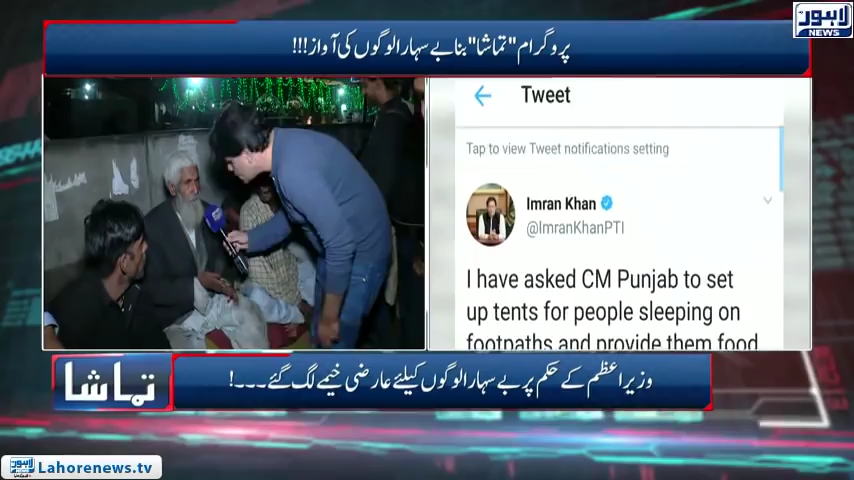 لاہور
NEWS
پروگرام "تماشا" بنا بے سہارا لوگوں کی آواز!!!
Tweet
Tap to view Tweet notifications setting
Imran Khan
@ImranKhanPTI
I have asked CM Punjab to set
up tents for people sleeping on
footpaths and provide them food
تماشا
وزیراعظم کے حکم پر بے سہارا لوگوں کیلئے عارضی خیمے لگ گئے۔۔۔!
لاہور
Lahorenews.tv